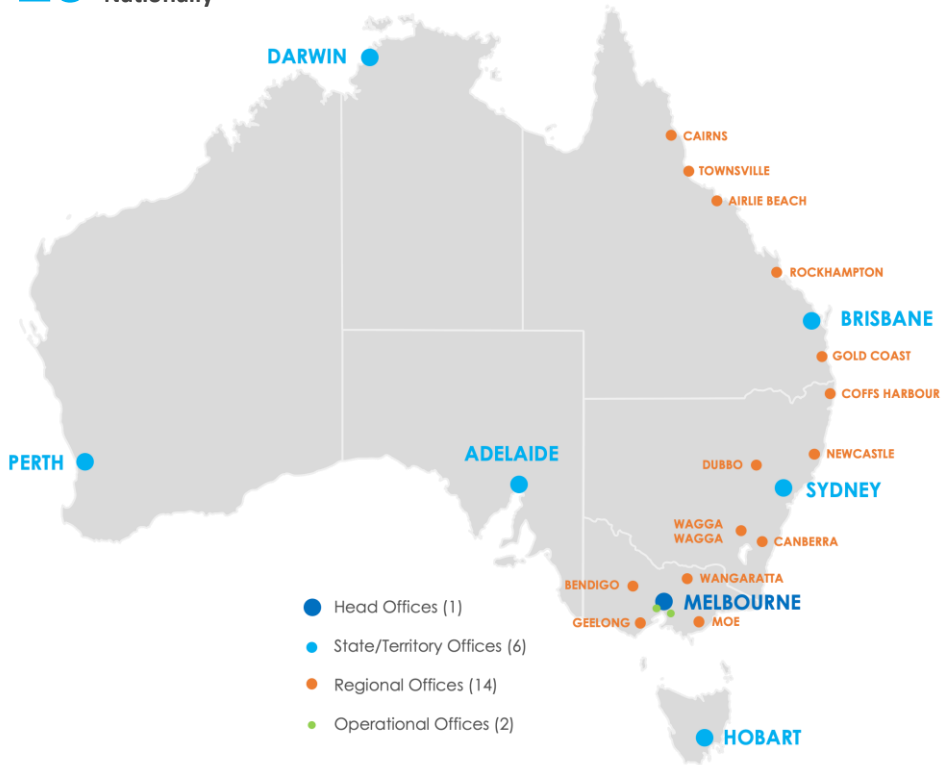 Nationally
DARWIN
CAIRNS
TOWNSVILLE
AIRLIE BEACH
ROCKHAMPTON
BRISBANE
GOLD COAST
COFFS HARBOUR
PERTH
ADELAIDE
NEWCASTLE
DUBBO
SYDNEY
WAGGA
WAGGA
CANBERRA
WANGARATTA
BENDIGO
MELBOURNE
GEELONG
MOE
Head Offices (1)
State/Territory Offices (6)
Regional Offices (14)
Operational Offices (2)
HOBART